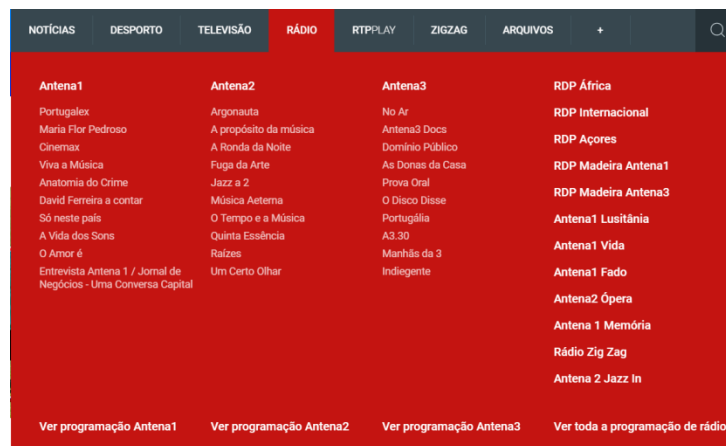 NOTÍCIAS DESPORTO TELEVISÃO RÁDIO RTPPLAY ZIGZAG ARQUIVOS +
Antena1
Portugalex
Maria Flor Pedroso
Cinemax
Viva a Música
Anatomia do Crime
David Ferreira a contar
Só neste país
A Vida dos Sons
O Amor é
Entrevista Antena 1 / Jornal de
Negócios - Uma Conversa Capital
Ver programação Antena1
Antena2
Argonauta
A propósito da música
A Ronda da Noite
Fuga da Arte
Jazz a 2
Música Aeterna
O Tempo e a Música
Quinta Essência
Raízes
Um Certo Olhar
Ver programação Antena2
Antena3
No Ar
Antena3 Docs
Domínio Público
As Donas da Casa
Prova Oral
O Disco Disse
Portugália
A3.30
Manhãs da 3
Indiegente
Ver programação Antena3
RDP África
RDP Internacional
RDP Açores
RDP Madeira Antena1
RDP Madeira Antena3
Antena1 Lusitânia
Antena1 Vida
Antena1 Fado
Antena2 Ópera
Antena 1 Memória
Rádio Zig Zag
Antena 2 Jazz In
Ver toda a programação de rádio